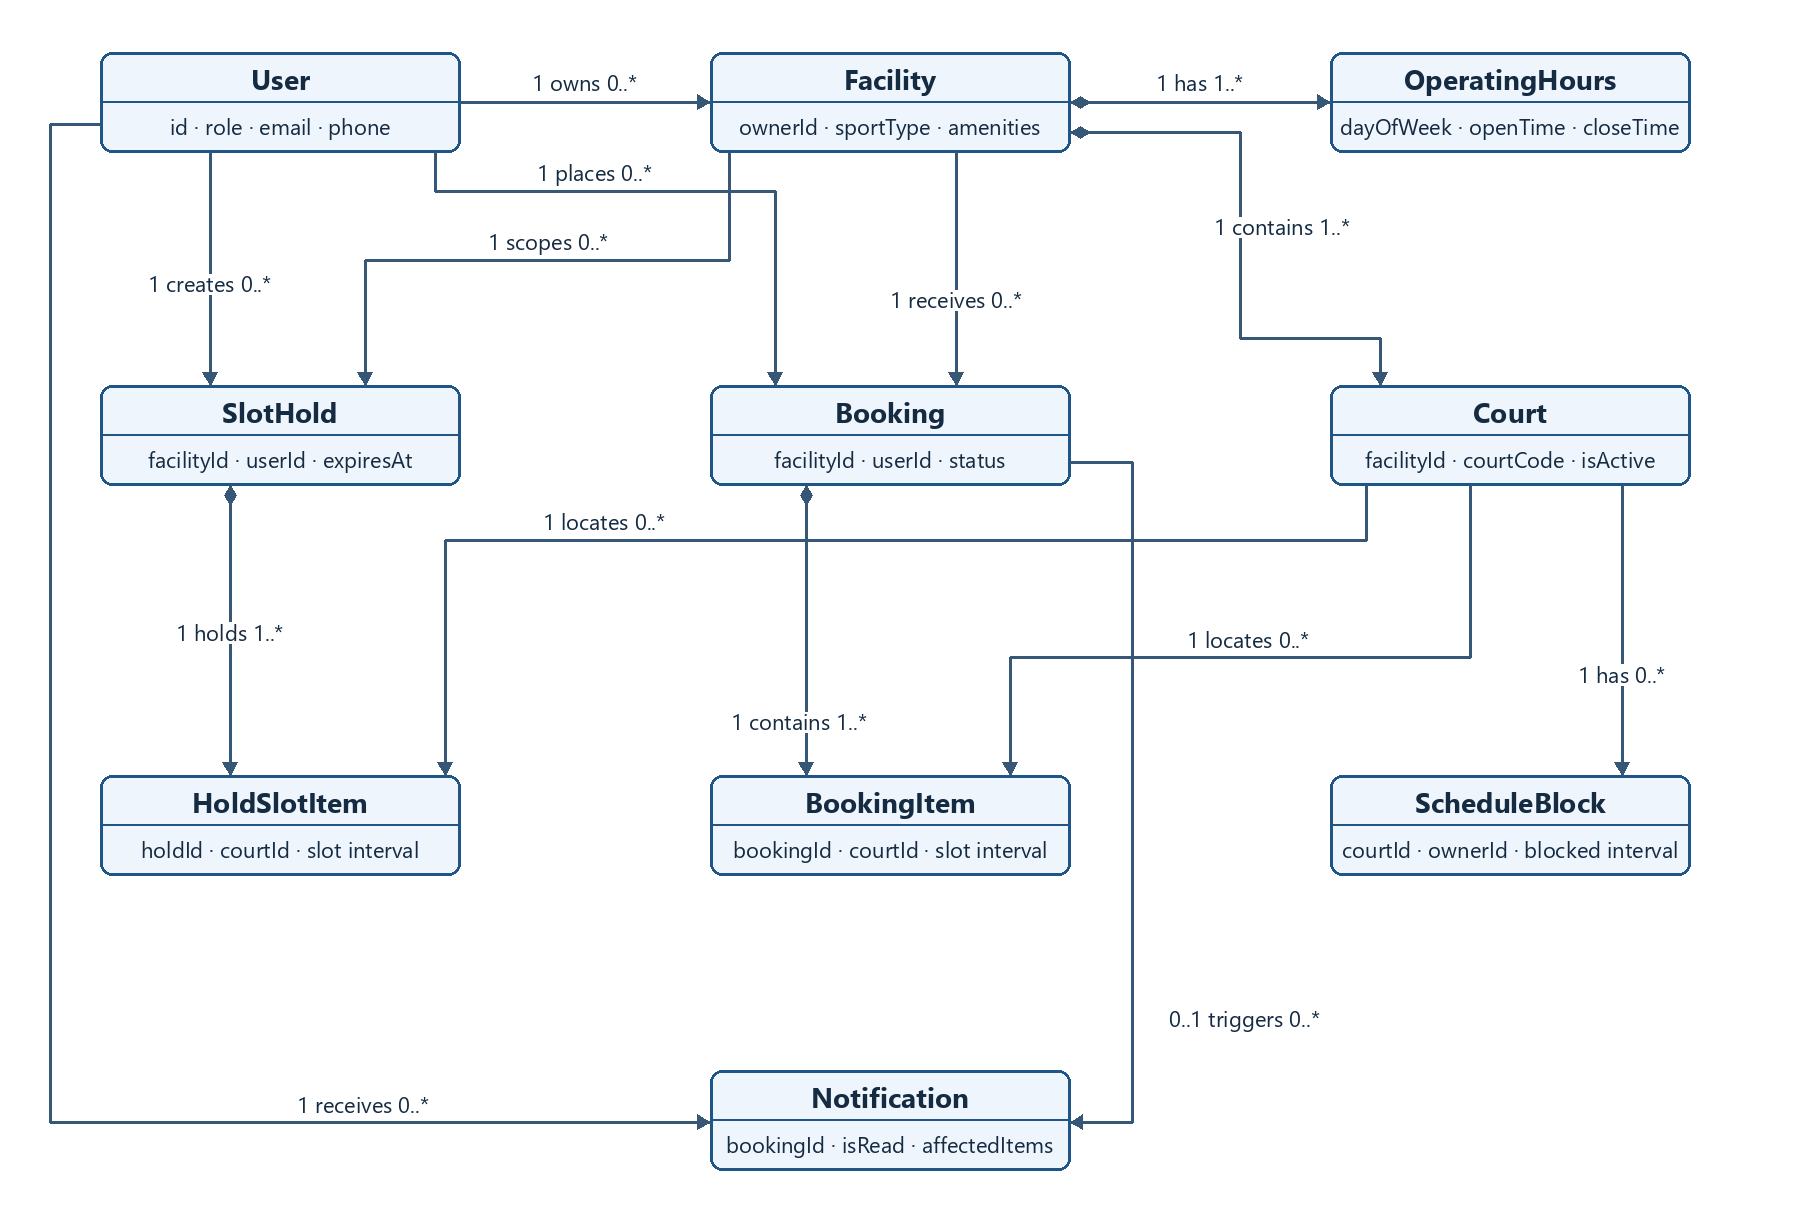 User
id · role · email · phone
1 owns 0..*
Facility
ownerId · sportType · amenities
1 has 1..*
OperatingHours
dayOfWeek · openTime · closeTime
1 places 0..*
1 scopes 0..*
1 contains 1..*
1 creates 0..*
1 receives 0..*
SlotHold
facilityId · userId · expiresAt
Booking
facilityId · userId · status
Court
facilityId · courtCode · isActive
1 locates 0..*
1 holds 1..*
1 locates 0..*
1 has 0..*
1 contains 1..*
HoldSlotItem
holdId · courtId · slot interval
BookingItem
bookingId · courtId · slot interval
ScheduleBlock
courtId · ownerId · blocked interval
0..1 triggers 0..*
1 receives 0..*
Notification
bookingId · isRead · affectedItems